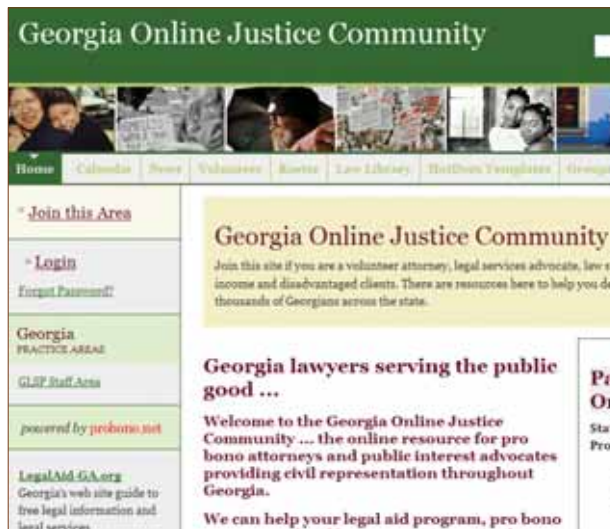 Georgia Online Justice Community
Home Calendar News Volunteer Roster Law Library HotDocs Templates Groups
Join this Area
Login
Forgot Password?
Georgia
PRACTICE AREAS
GLSP Staff Area
powered by probono.net
LegalAid-GA.org
Georgia's web site guide to
free legal information and
legal services
Georgia Online Justice Community
Join this site if you are a volunteer attorney, legal services advocate, law
income and disadvantaged clients. There are resources here to help you
thousands of Georgians across the state.
Georgia lawyers serving the public
good ...
Welcome to the Georgia Online Justice
Community ... the online resource for pro
bono attorneys and public interest advocates
providing civil representation throughout
Georgia.
We can help your legal aid program, pro bono